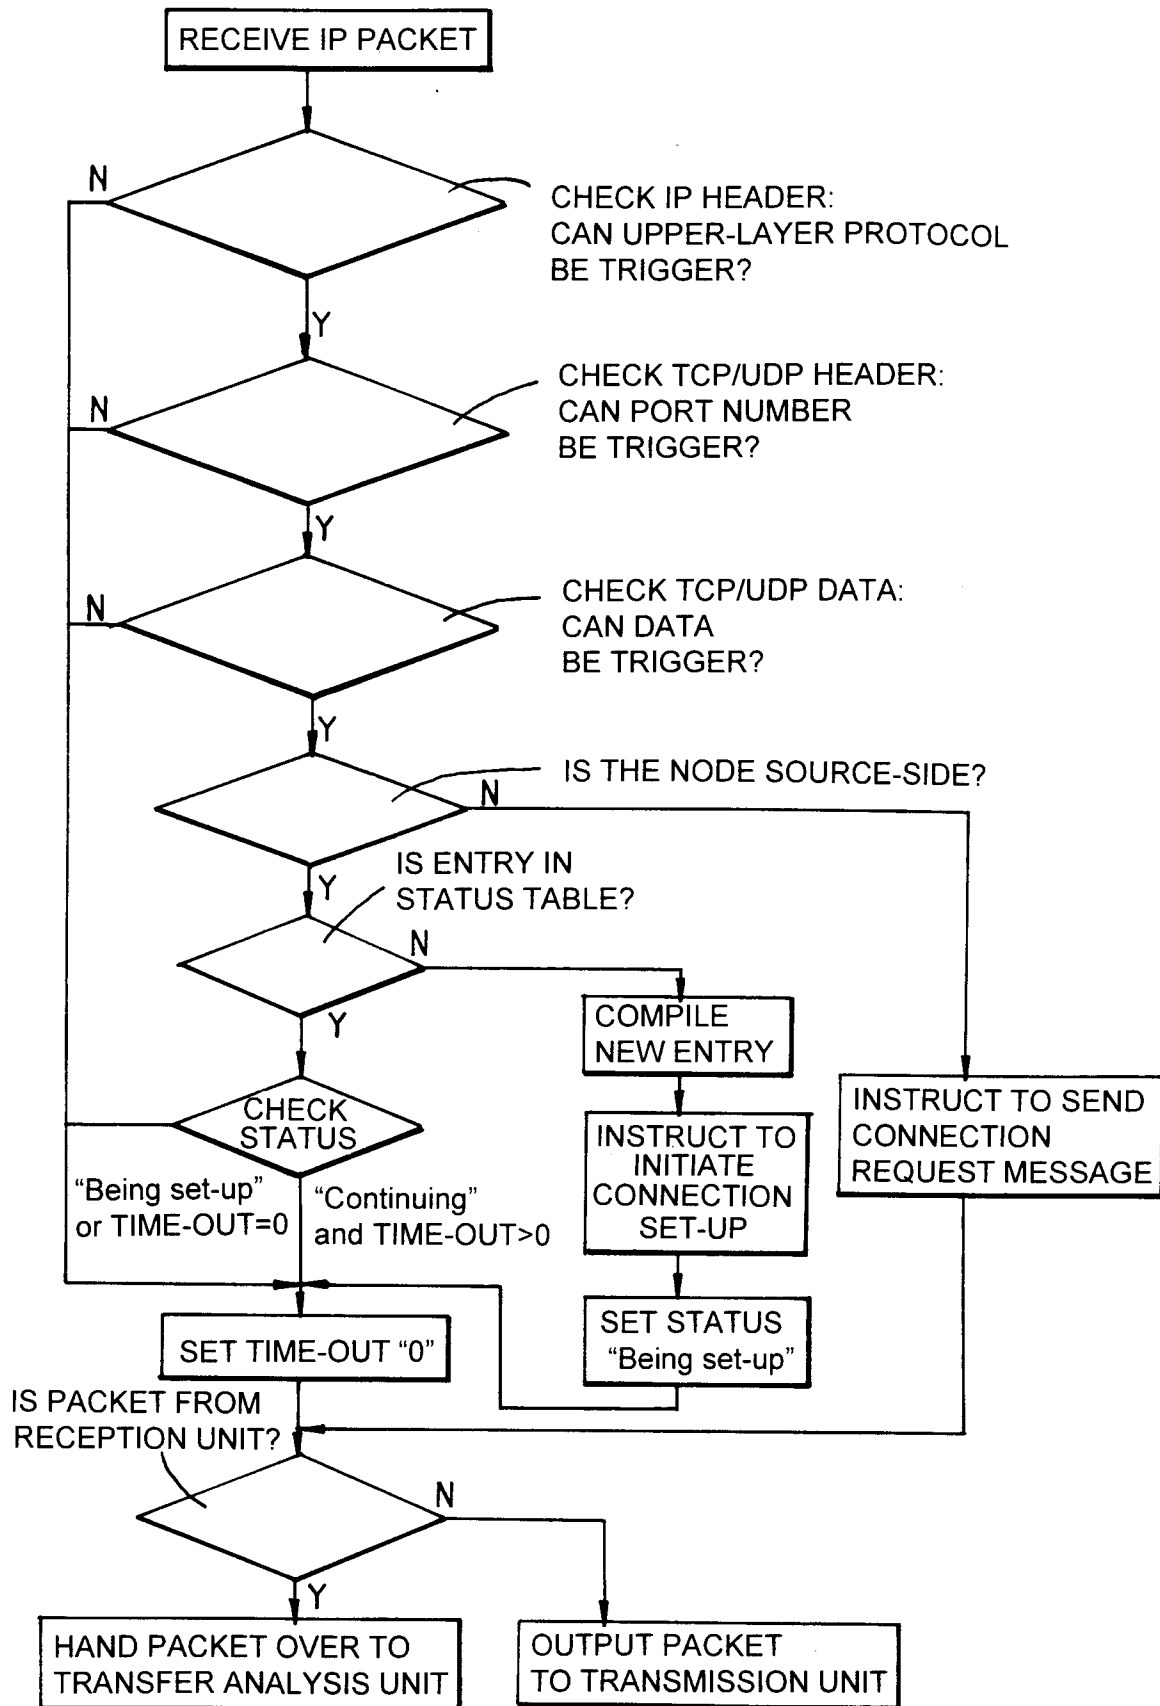 RECEIVE IP PACKET
N
CHECK IP HEADER:
CAN UPPER-LAYER PROTOCOL
BE TRIGGER?
Y
N
CHECK TCP/UDP HEADER:
CAN PORT NUMBER
BE TRIGGER?
Y
N
CHECK TCP/UDP DATA:
CAN DATA
BE TRIGGER?
Y
IS THE NODE SOURCE-SIDE?
N
Y
IS ENTRY IN
STATUS TABLE?
N
Y
COMPILE
NEW ENTRY
CHECK
STATUS
INSTRUCT TO
INITIATE
CONNECTION
SET-UP
INSTRUCT TO SEND
CONNECTION
REQUEST MESSAGE
“Being set-up”
or TIME-OUT=0
“Continuing”
and TIME-OUT>0
SET STATUS
“Being set-up”
SET TIME-OUT “0”
IS PACKET FROM
RECEPTION UNIT?
N
Y
HAND PACKET OVER TO
TRANSFER ANALYSIS UNIT
OUTPUT PACKET
TO TRANSMISSION UNIT